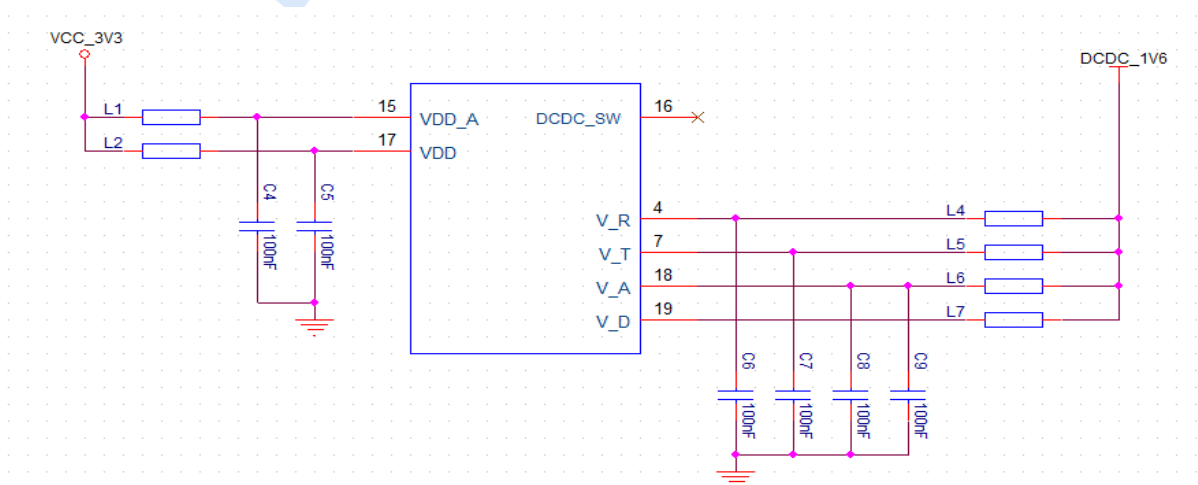 VCC_3V3
DCDC_1V6
L1
15
VDD_A
DCDC_SW
16
L2
17
VDD
C4
100nF
C5
100nF
V_R
4
L4
V_T
7
L5
V_A
18
L6
V_D
19
L7
C6
100nF
C7
100nF
C8
100nF
C9
100nF